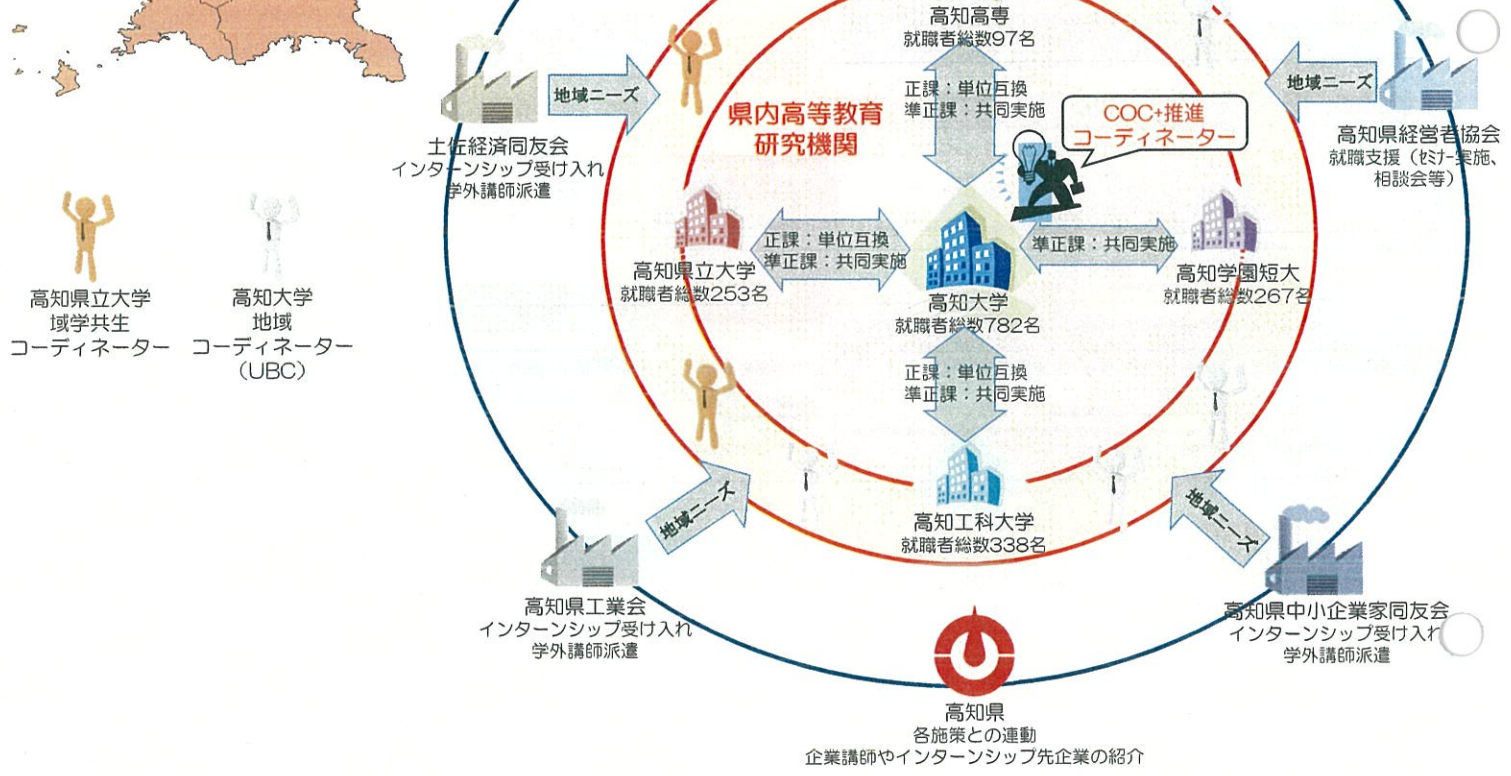 高知高専
就職者総数97名
正課：単位互換
準正課：共同実施
県内高等教育
研究機関
COC+推進
コーディネーター
地域ニーズ
地域ニーズ
土佐経済同友会
インターンシップ受け入れ
学外講師派遣
高知県経営者協会
就職支援（セミナー実施、
相談会等）
高知県立大学
域学共生
コーディネーター
高知大学
地域
コーディネーター
（UBC）
高知県立大学
就職者総数253名
正課：単位互換
準正課：共同実施
高知大学
就職者総数782名
準正課：共同実施
高知学園短大
就職者総数267名
正課：単位互換
準正課：共同実施
高知工科大学
就職者総数338名
地域ニーズ
地域ニーズ
高知県工業会
インターンシップ受け入れ
学外講師派遣
高知県中小企業家同友会
インターンシップ受け入れ
学外講師派遣
高知県
各施策との連動
企業講師やインターンシップ先企業の紹介